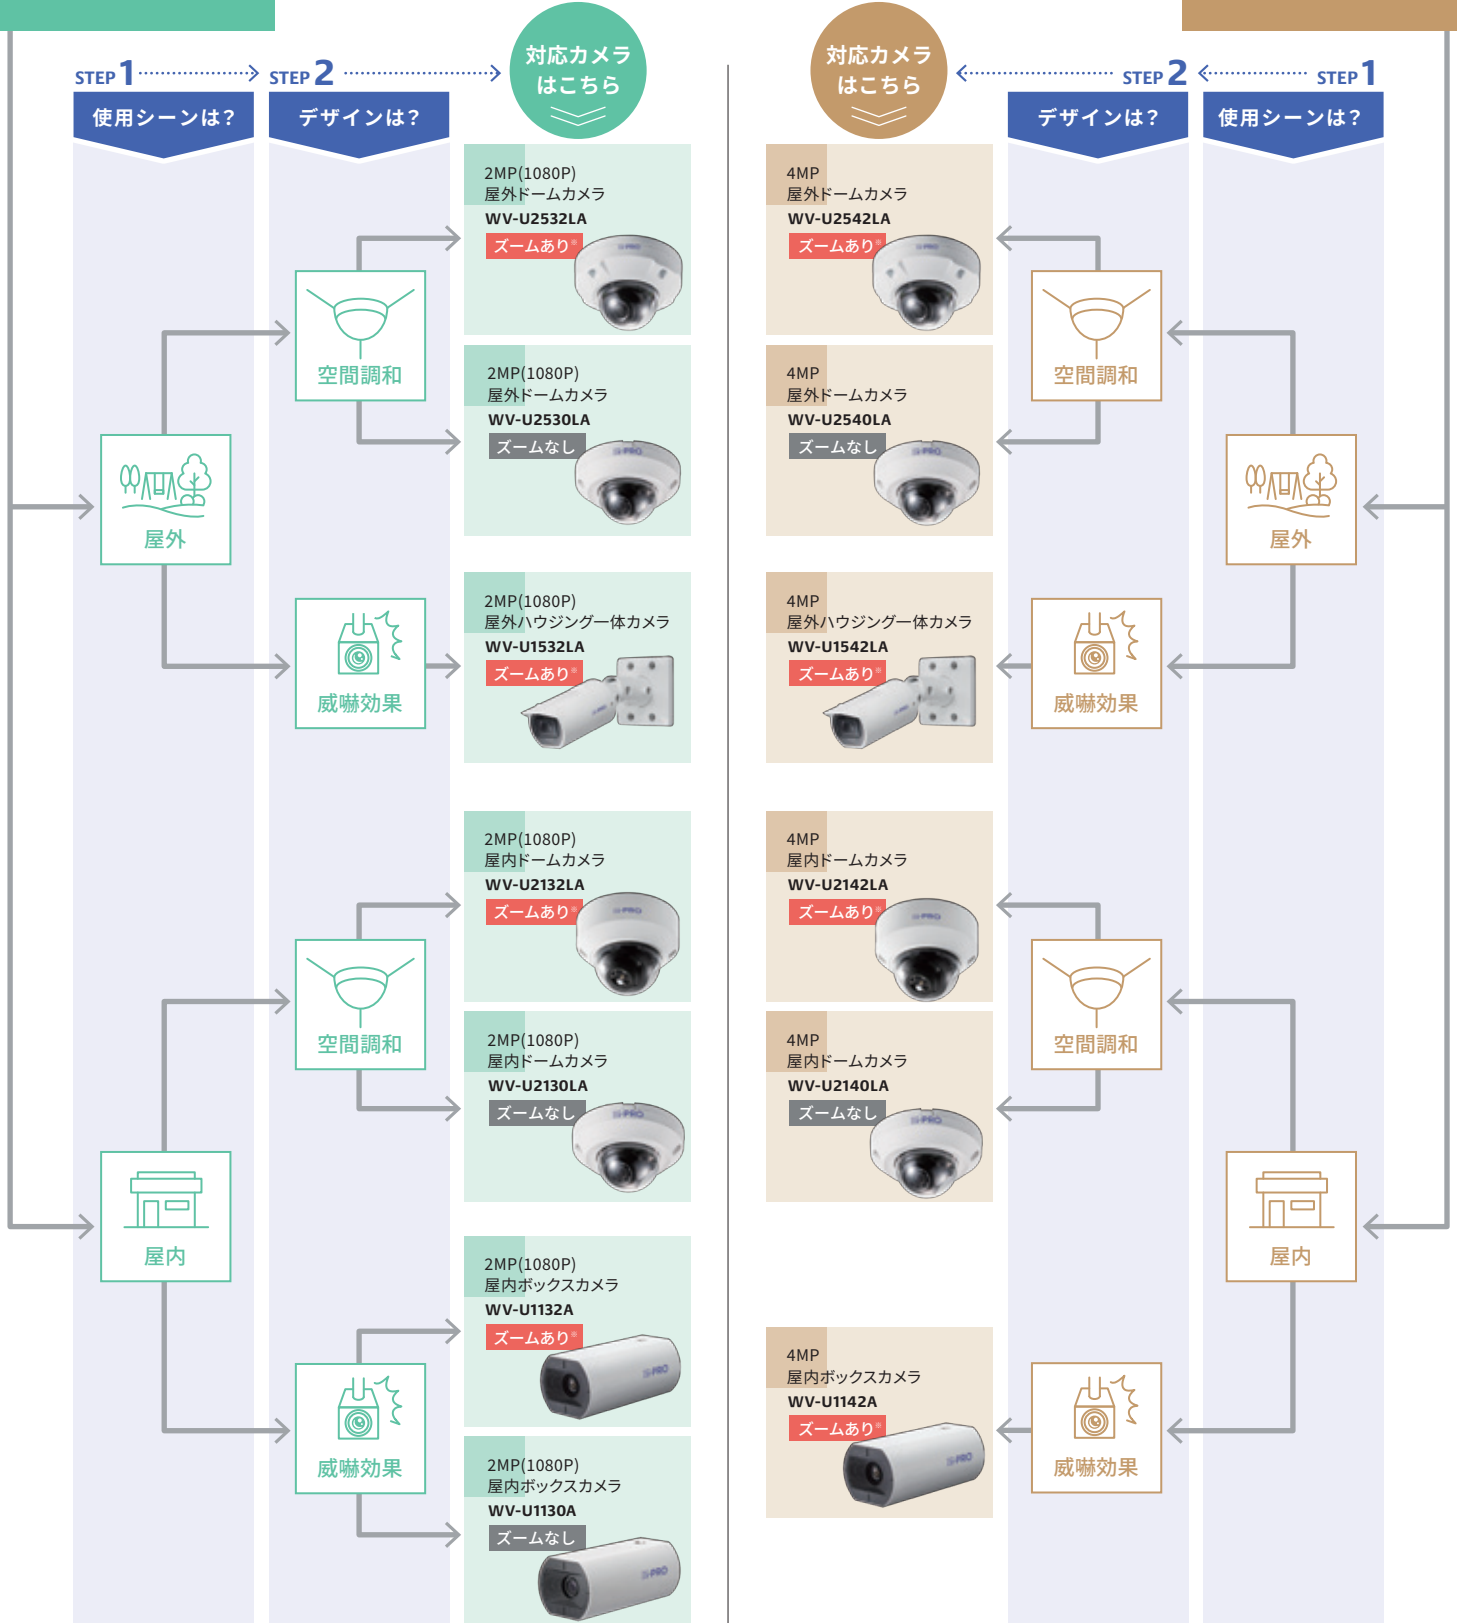 STEP 1
STEP 2
使用シーンは？
デザインは？
対応カメラ
はこちら
屋外
空間調和
2MP(1080P)
屋外ドームカメラ
WV-U2532LA
ズームあり※
i-PRO
2MP(1080P)
屋外ドームカメラ
WV-U2530LA
ズームなし
i-PRO
威嚇効果
2MP(1080P)
屋外ハウジング一体カメラ
WV-U1532LA
ズームあり※
i-PRO
屋内
空間調和
2MP(1080P)
屋内ドームカメラ
WV-U2132LA
ズームあり※
i-PRO
2MP(1080P)
屋内ドームカメラ
WV-U2130LA
ズームなし
i-PRO
威嚇効果
2MP(1080P)
屋内ボックスカメラ
WV-U1132A
ズームあり※
i-PRO
2MP(1080P)
屋内ボックスカメラ
WV-U1130A
ズームなし
i-PRO
対応カメラ
はこちら
STEP 2
STEP 1
デザインは？
使用シーンは？
4MP
屋外ドームカメラ
WV-U2542LA
ズームあり※
i-PRO
空間調和
4MP
屋外ドームカメラ
WV-U2540LA
ズームなし
i-PRO
屋外
4MP
屋外ハウジング一体カメラ
WV-U1542LA
ズームあり※
i-PRO
威嚇効果
4MP
屋内ドームカメラ
WV-U2142LA
ズームあり※
i-PRO
空間調和
4MP
屋内ドームカメラ
WV-U2140LA
ズームなし
i-PRO
屋内
4MP
屋内ボックスカメラ
WV-U1142A
ズームあり※
i-PRO
威嚇効果